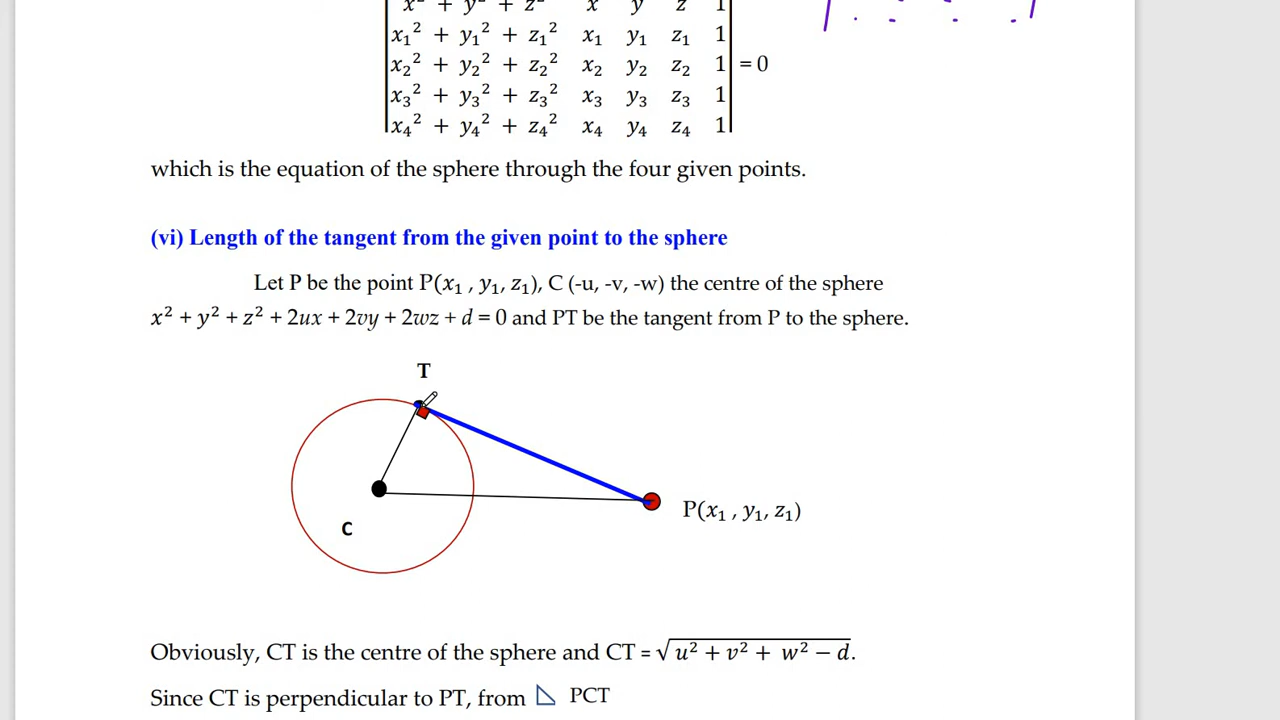 x² + y² + z² x y z 1
x₁² + y₁² + z₁² x₁ y₁ z₁ 1
x₂² + y₂² + z₂² x₂ y₂ z₂ 1 = 0
x₃² + y₃² + z₃² x₃ y₃ z₃ 1
x₄² + y₄² + z₄² x₄ y₄ z₄ 1
which is the equation of the sphere through the four given points.
(vi) Length of the tangent from the given point to the sphere
Let P be the point P(x₁ , y₁, z₁), C (-u, -v, -w) the centre of the sphere
x² + y² + z² + 2ux + 2vy + 2wz + d = 0 and PT be the tangent from P to the sphere.
T
C
P(x₁ , y₁, z₁)
Obviously, CT is the centre of the sphere and CT = √u² + v² + w² − d.
Since CT is perpendicular to PT, from ◺ PCT